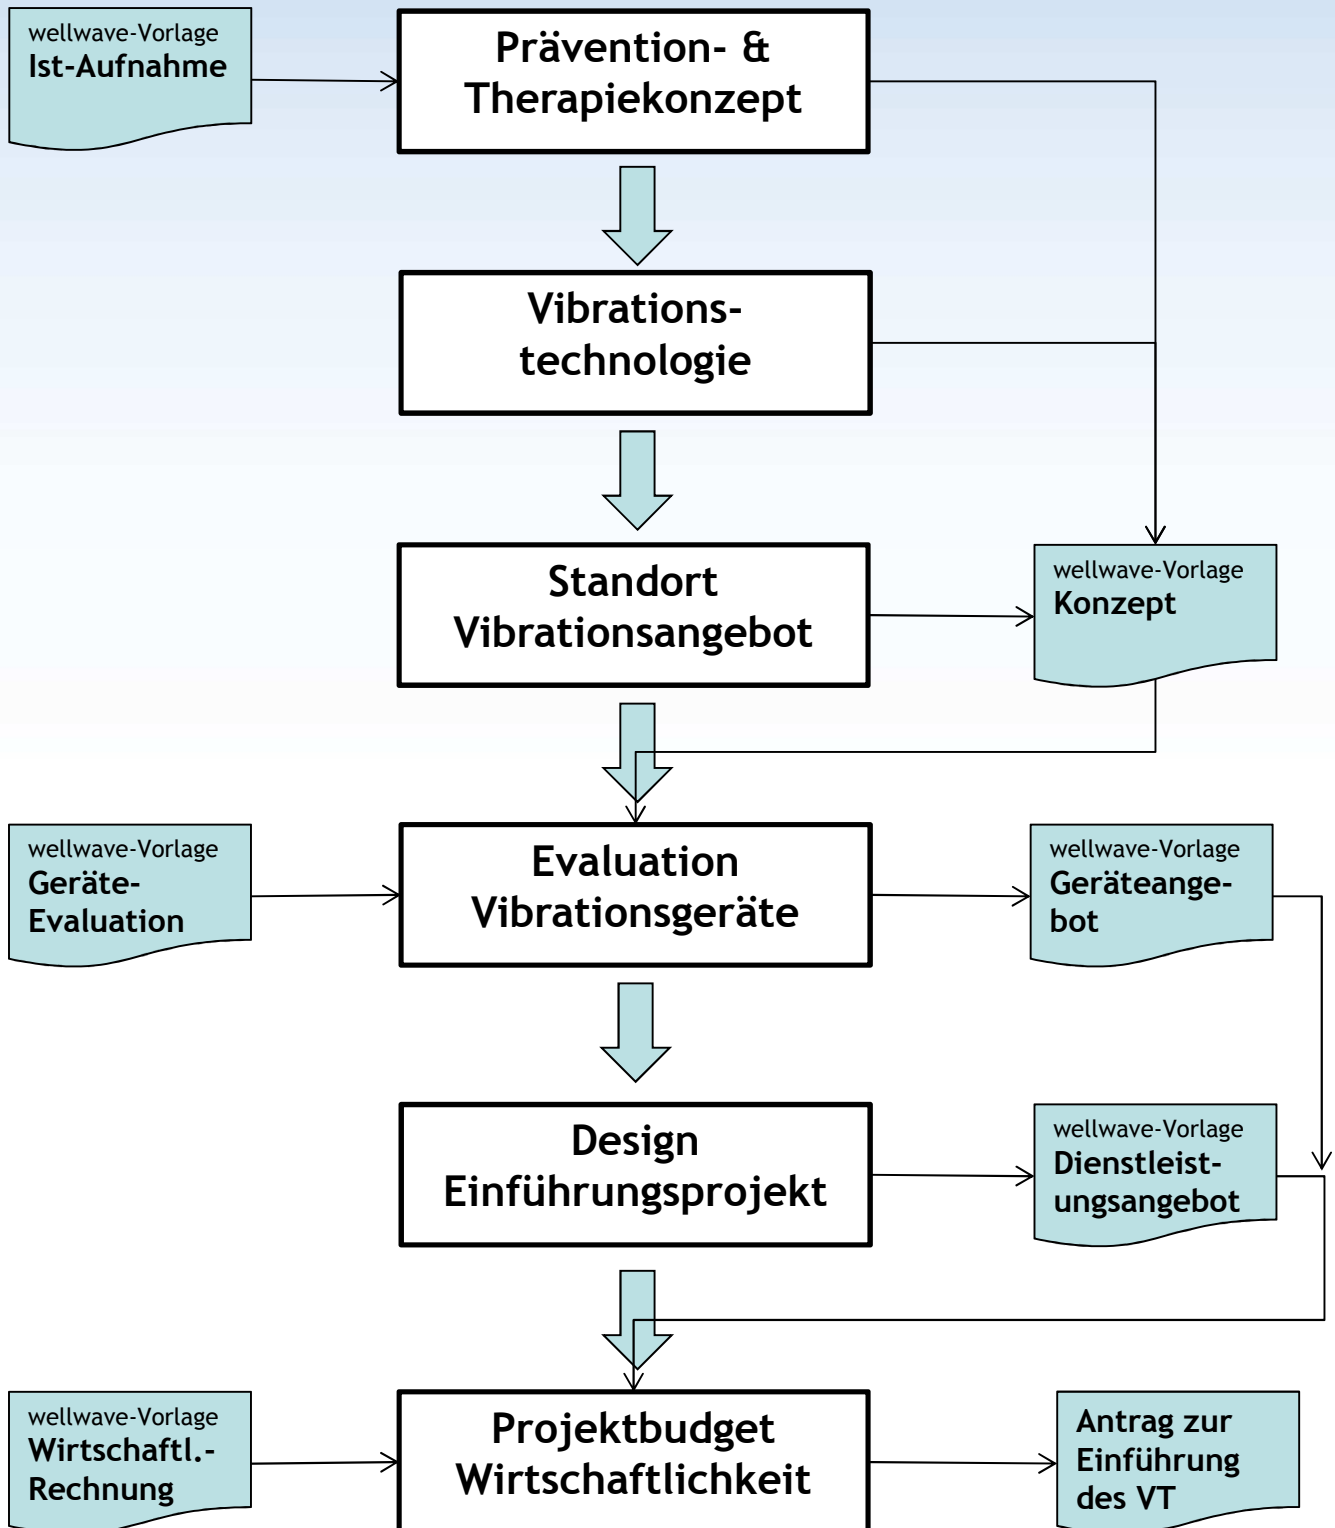 wellwave-Vorlage
Ist-Aufnahme
Prävention- &
Therapiekonzept
Vibrations-
technologie
Standort
Vibrationsangebot
wellwave-Vorlage
Konzept
wellwave-Vorlage
Geräte-
Evaluation
Evaluation
Vibrationsgeräte
wellwave-Vorlage
Geräteange-
bot
Design
Einführungsprojekt
wellwave-Vorlage
Dienstleist-
ungsangebot
wellwave-Vorlage
Wirtschaftl.-
Rechnung
Projektbudget
Wirtschaftlichkeit
Antrag zur
Einführung
des VT